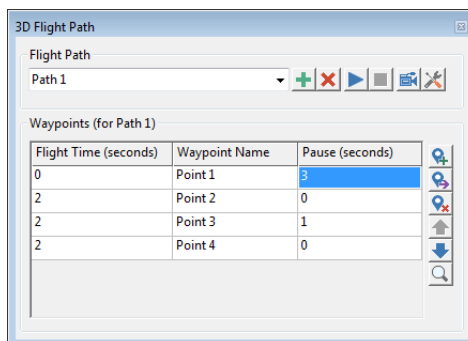 3D Flight Path
Flight Path
Path 1
Waypoints (for Path 1)
Flight Time (seconds) Waypoint Name Pause (seconds)
0 Point 1 3
2 Point 2 0
2 Point 3 1
2 Point 4 0